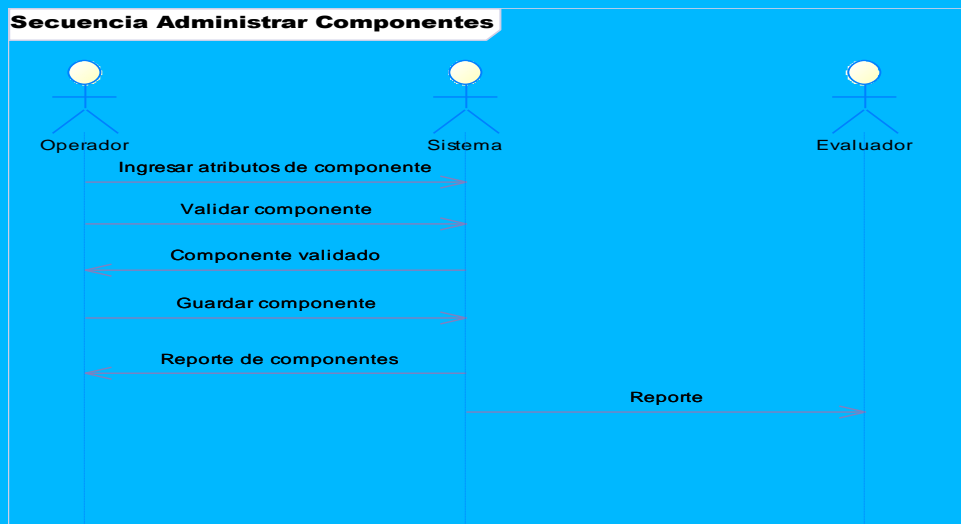 Secuencia Administrar Componentes
Operador
Sistema
Evaluador
Ingresar atributos de componente
Validar componente
Componente validado
Guardar componente
Reporte de componentes
Reporte